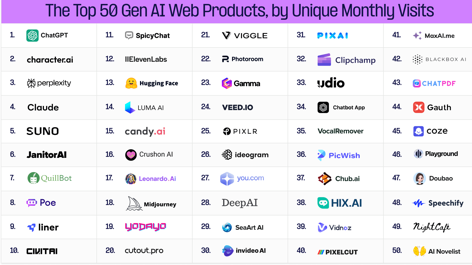 The Top 50 Gen AI Web Products, by Unique Monthly Visits
1. ChatGPT
2. character.ai
3. perplexity
4. Claude
5. SUNO
6. JanitorAI
7. QuillBot
8. Poe
9. liner
10. CIVITAI
11. SpicyChat
12. IIElevenLabs
13. Hugging Face
14. LUMA AI
15. candy.ai
16. Crushon AI
17. Leonardo.Ai
18. Midjourney
19. YODAYO
20. cutout.pro
21. VIGGLE
22. Photoroom
23. Gamma
24. VEED.IO
25. PIXLR
26. ideogram
27. you.com
28. DeepAI
29. SeaArt AI
30. invideo AI
31. PIXAI
32. Clipchamp
33. udio
34. Chatbot App
35. VocalRemover
36. PicWish
37. Chub.ai
38. HIX.AI
39. Vidnoz
40. PIXELCUT
41. MaxAI.me
42. BLACKBOX AI
43. CHATPDF
44. Gauth
45. coze
46. Playground
47. Doubao
48. Speechify
49. NightCafe
50. AI Novelist